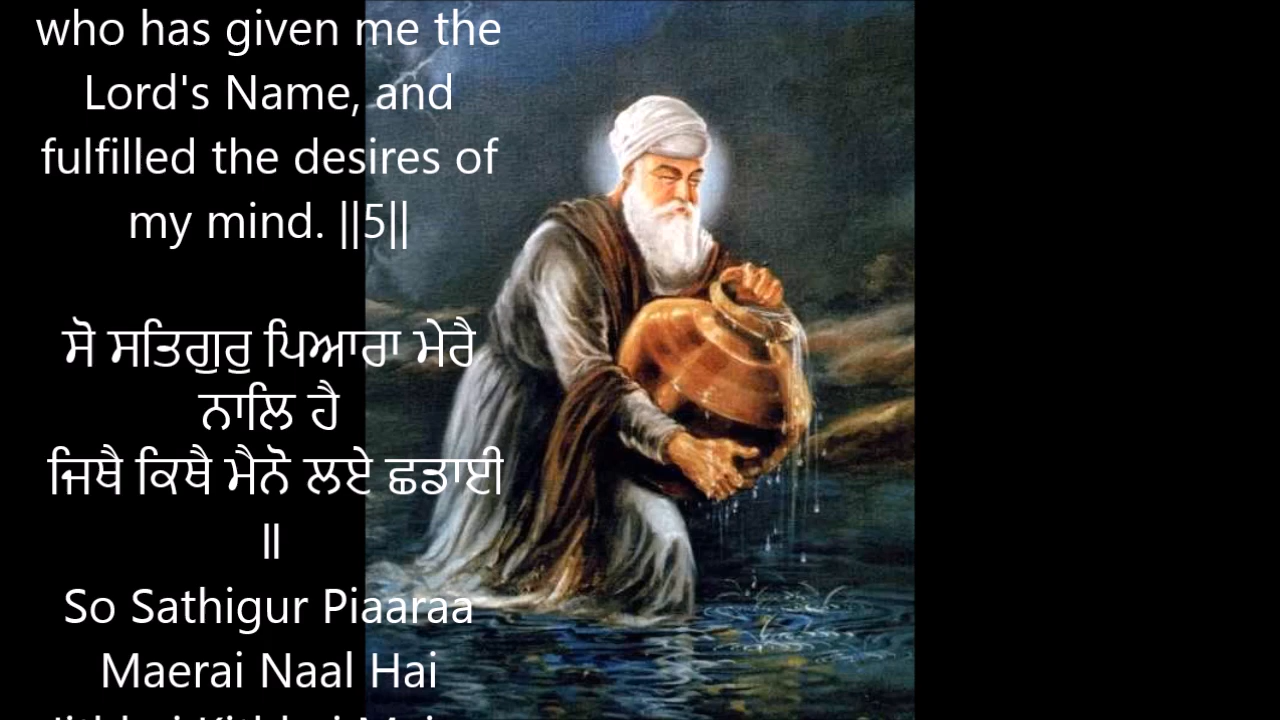 who has given me the
Lord's Name, and
fulfilled the desires of
my mind. ||5||
ਸੋ ਸਤਿਗੁਰੁ ਪਿਆਰਾ ਮੇਰੈ
ਨਾਲਿ ਹੈ
ਜਿਥੈ ਕਿਥੈ ਮੈਨੋ ਲਏ ਛਡਾਈ
॥
So Sathigur Piaaraa
Maerai Naal Hai